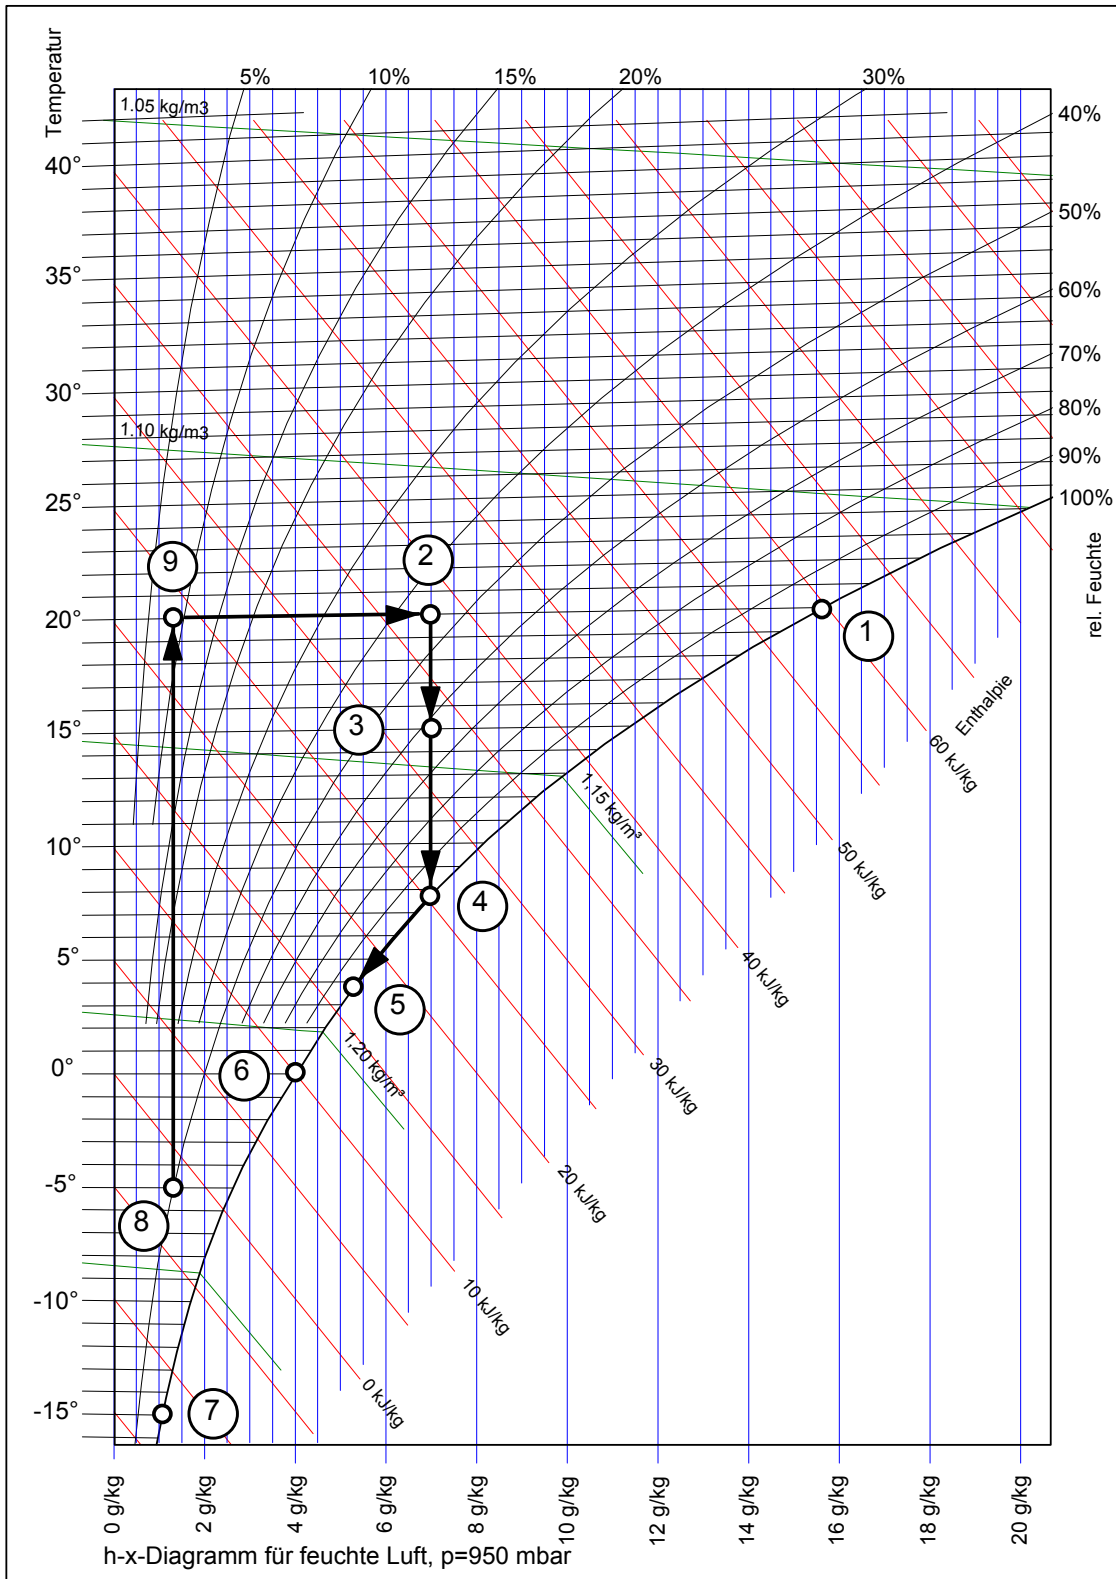 Temperatur
5%
10%
15%
20%
30%
40%
50%
60%
70%
80%
90%
100%
rel. Feuchte
1.05 kg/m3
40°
35°
30°
1.10 kg/m3
25°
20°
15°
10°
5°
0°
-5°
-10°
-15°
9
2
1
3
4
5
6
8
7
1,15 kg/m³
1,20 kg/m³
Enthalpie
60 kJ/kg
50 kJ/kg
40 kJ/kg
30 kJ/kg
20 kJ/kg
10 kJ/kg
0 kJ/kg
0 g/kg
2 g/kg
4 g/kg
6 g/kg
8 g/kg
10 g/kg
12 g/kg
14 g/kg
16 g/kg
18 g/kg
20 g/kg
h-x-Diagramm für feuchte Luft, p=950 mbar